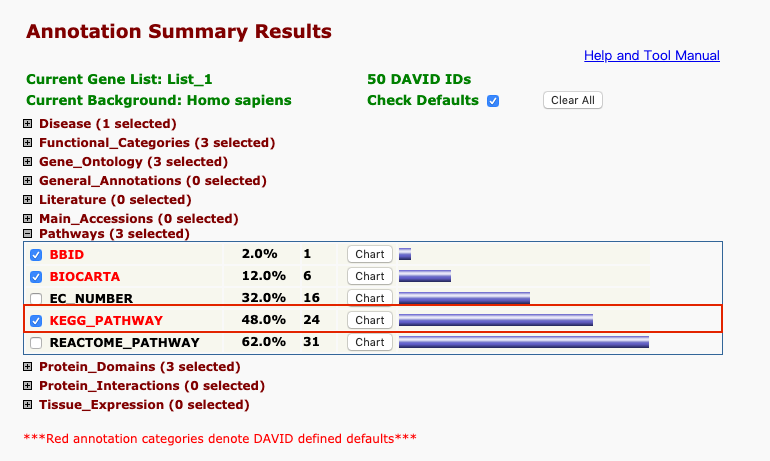 Annotation Summary Results
Help and Tool Manual
Current Gene List: List_1 50 DAVID IDs
Current Background: Homo sapiens Check Defaults Clear All
Disease (1 selected)
Functional_Categories (3 selected)
Gene_Ontology (3 selected)
General_Annotations (0 selected)
Literature (0 selected)
Main_Accessions (0 selected)
Pathways (3 selected)
BBID 2.0% 1 Chart
BIOCARTA 12.0% 6 Chart
EC_NUMBER 32.0% 16 Chart
KEGG_PATHWAY 48.0% 24 Chart
REACTOME_PATHWAY 62.0% 31 Chart
Protein_Domains (3 selected)
Protein_Interactions (0 selected)
Tissue_Expression (0 selected)
***Red annotation categories denote DAVID defined defaults***